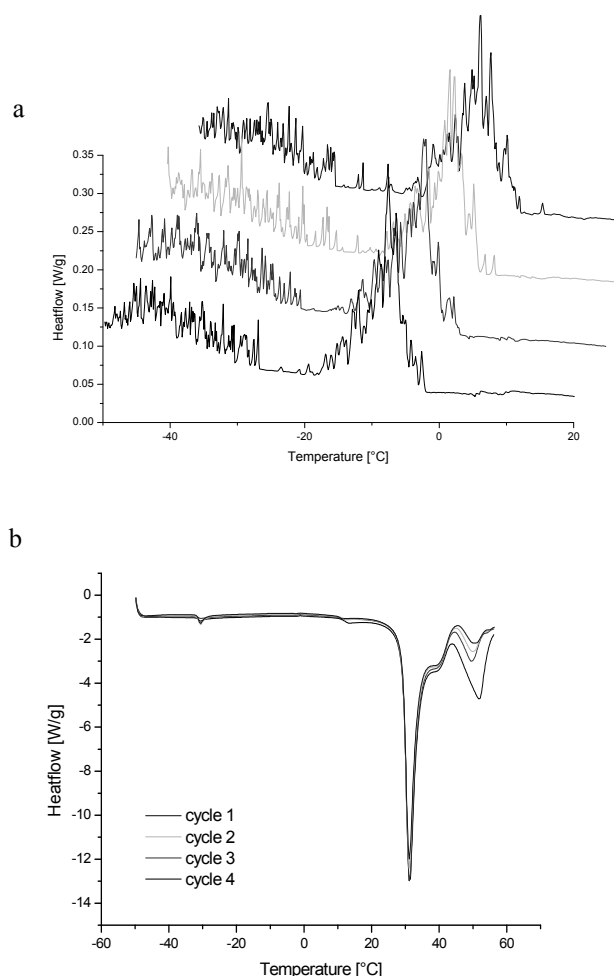 a
0.35
0.30
0.25
0.20
0.15
0.10
0.05
0.00
Heatflow [W/g]
-40 -20 0 20
Temperature [°C]
b
0
-2
-4
-6
-8
-10
-12
-14
Heatflow [W/g]
cycle 1
cycle 2
cycle 3
cycle 4
-60 -40 -20 0 20 40 60
Temperature [°C]